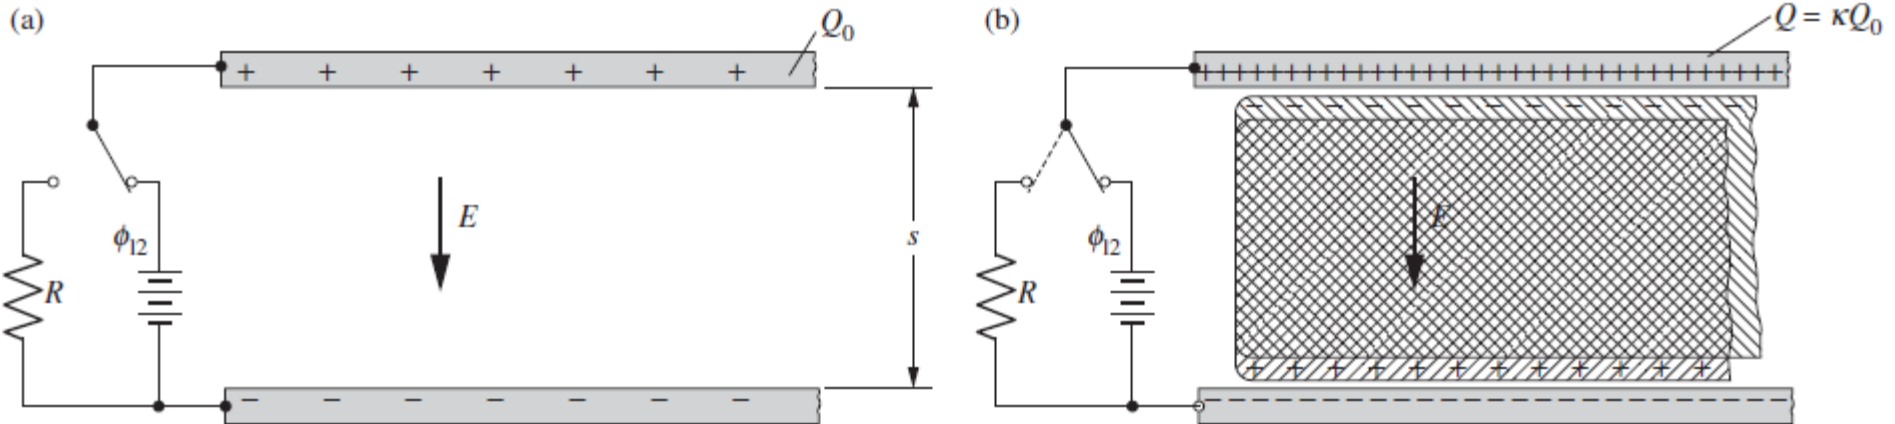 (a)
Q₀
+ + + + + + +
ϕ₁₂
E
s
R
− − − − − − −
(b)
Q = κQ₀
ϕ₁₂
E
R